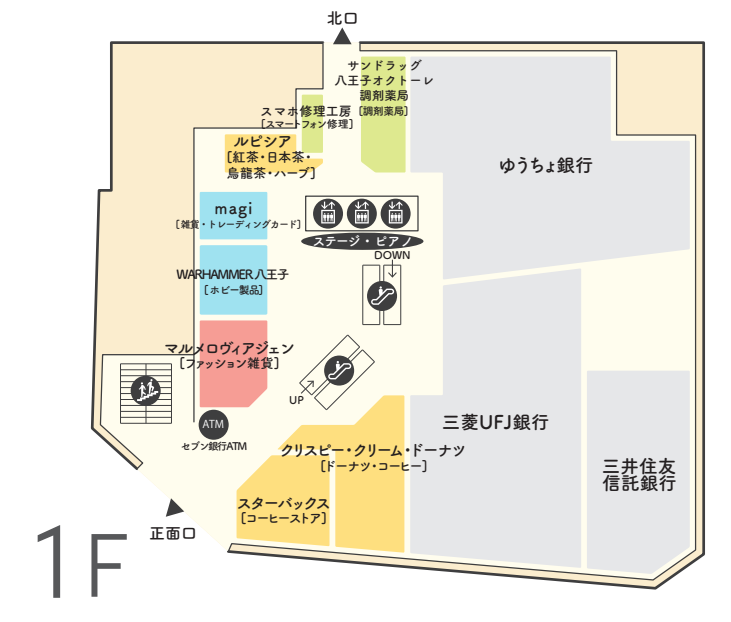 北口
サンドラッグ
八王子オクトーレ
調剤薬局
[調剤薬局]
スマホ修理工房
[スマートフォン修理]
ルピシア
[紅茶・日本茶・
烏龍茶・ハーブ]
ゆうちょ銀行
magi
[雑貨・トレーディングカード]
ステージ・ピアノ
DOWN
WARHAMMER 八王子
[ホビー製品]
マルメロヴィアジェン
[ファッション雑貨]
UP
ATM
セブン銀行ATM
三菱UFJ銀行
クリスピー・クリーム・ドーナツ
[ドーナツ・コーヒー]
三井住友
信託銀行
スターバックス
[コーヒーストア]
正面口
1F